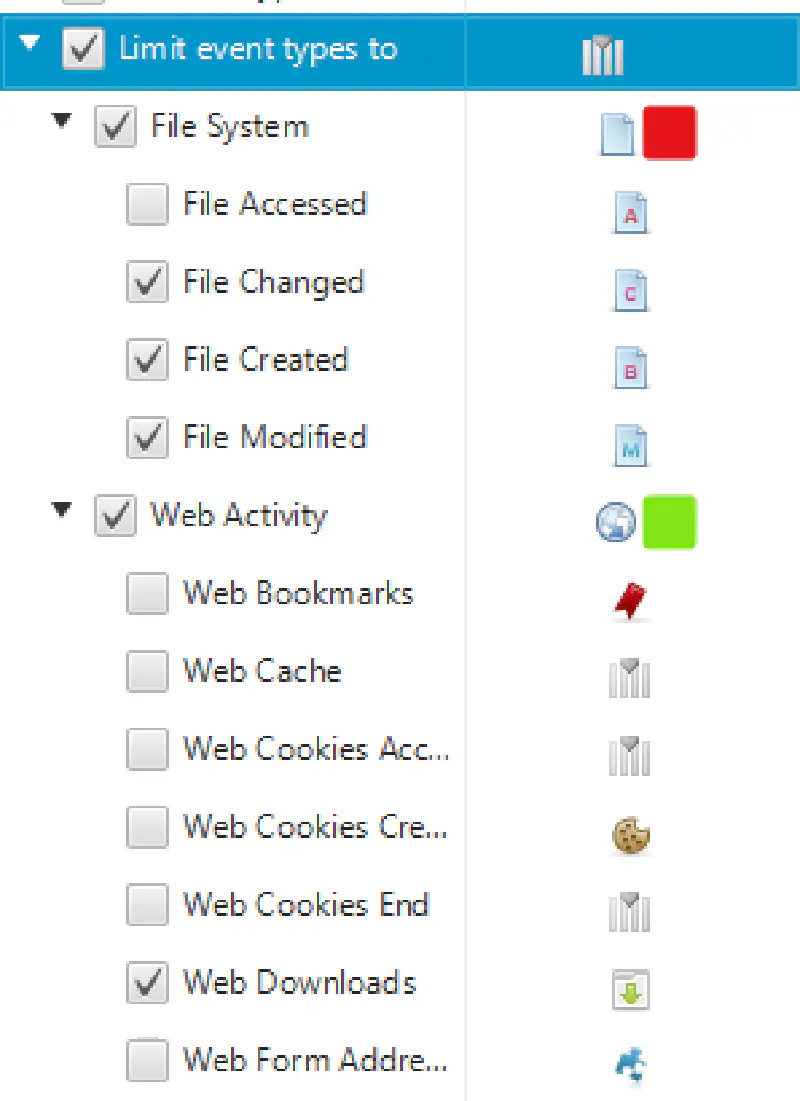 Limit event types to
File System
File Accessed
A
File Changed
C
File Created
B
File Modified
M
Web Activity
Web Bookmarks
Web Cache
Web Cookies Acc...
Web Cookies Cre...
Web Cookies End
Web Downloads
Web Form Addre...